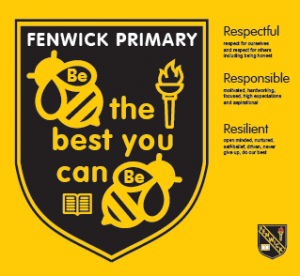 FENWICK PRIMARY
Be
the
best you
can Be
Respectful
respect for ourselves
and respect for others
including being honest
Responsible
motivated, hardworking,
focused, high expectations
and aspirational
Resilient
open minded, nurtured,
self-belief, driven, never
give up, do our best